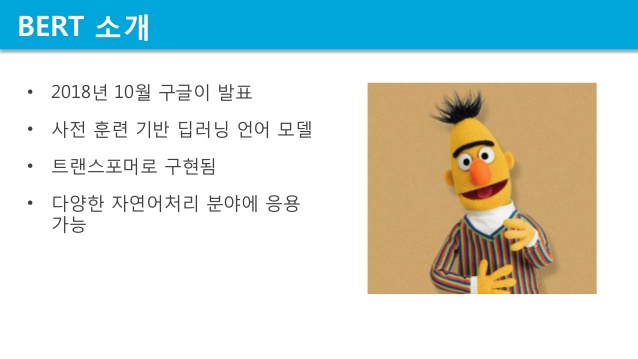 BERT 소개
• 2018년 10월 구글이 발표
• 사전 훈련 기반 딥러닝 언어 모델
• 트랜스포머로 구현됨
• 다양한 자연어처리 분야에 응용
가능